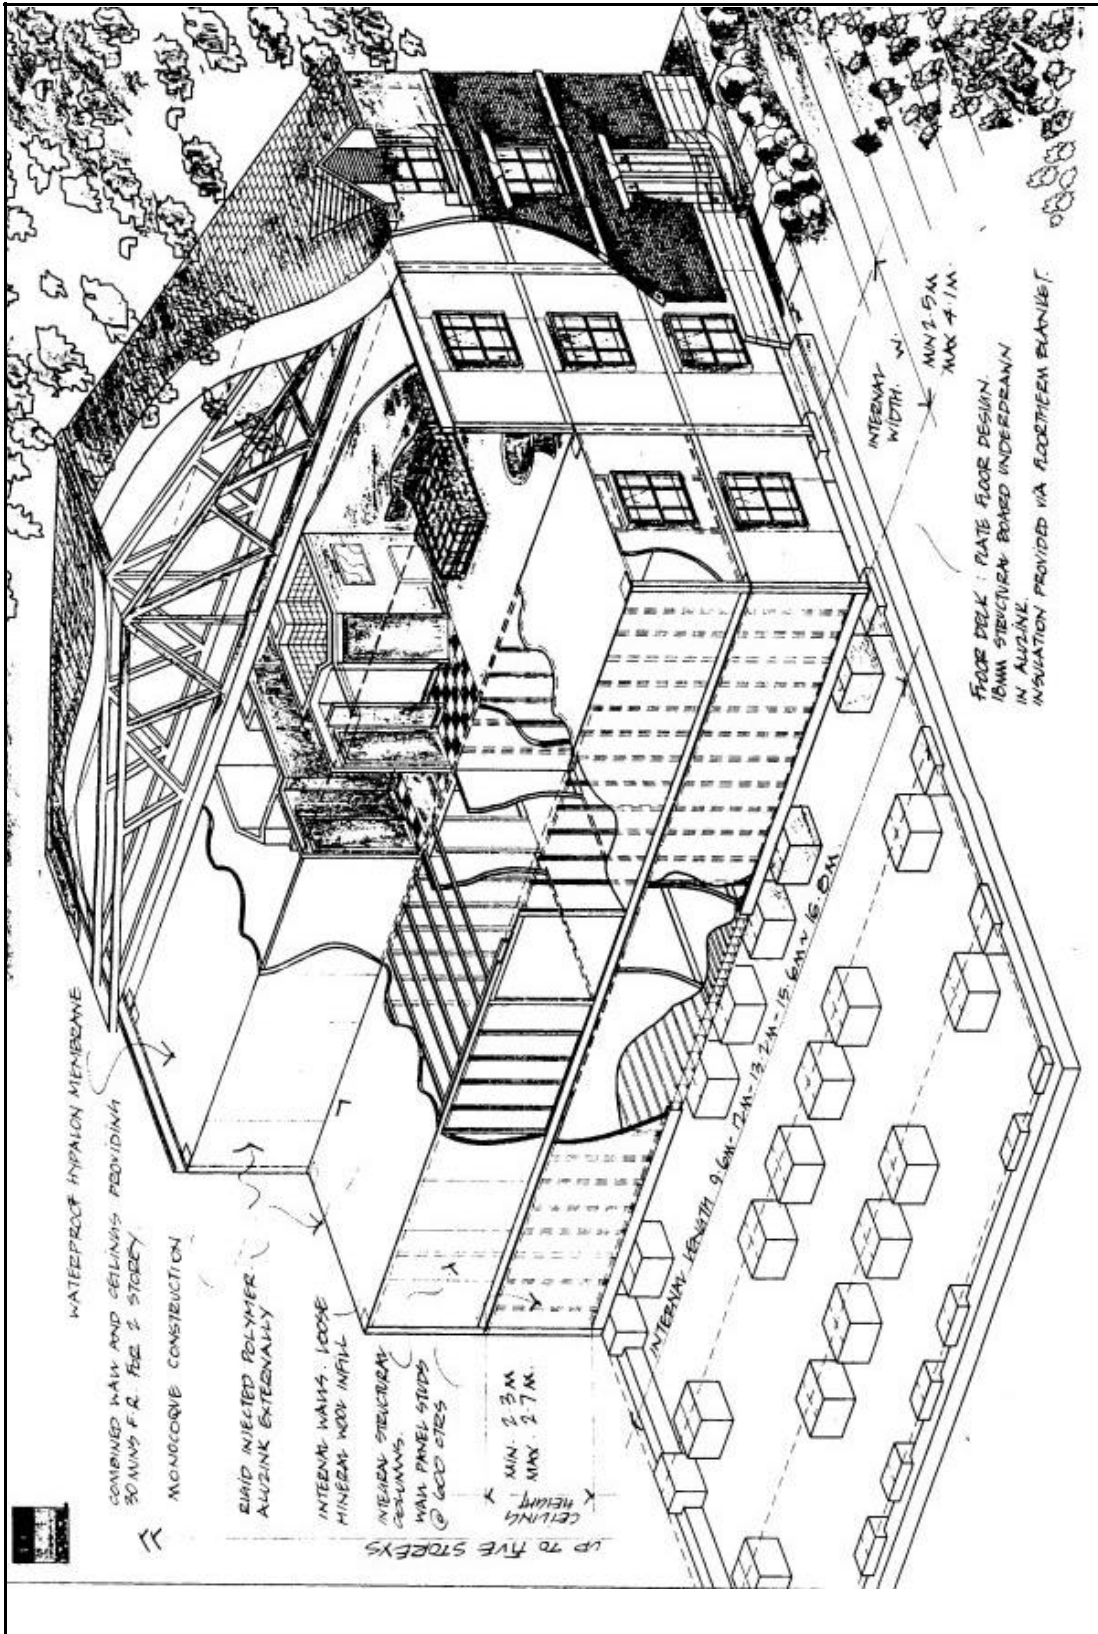 WATERPROOF HYPALON MEMBRANE
COMBINED WALL AND CEILINGS PROVIDING
30 MINS F.R. FOR 2 STOREY
MONOCOQUE CONSTRUCTION
RIGID INJECTED POLYMER
ALUZINK EXTERNALLY
INTERNAL WALLS. LOOSE
MINERAL WOOL INFILL
INTEGRAL STRUCTURAL
COLUMNS.
WALL PANEL STUDS
@ 600 CTRS
MIN. 2.3M
MAX. 2.7M.
CEILING
HEIGHT
UP TO FIVE STOREYS
INTERNAL LENGTH 9.6M-12M-13.2M-15.6M-16.0M.
INTERNAL
WIDTH.
MIN 2.5M
MAX 4.1M.
FLOOR DECK : PLATE FLOOR DESIGN.
18MM STRUCTURAL BOARD UNDERDRAWN
IN ALUZINK.
INSULATION PROVIDED VIA FLOORTHERM BLANKET.